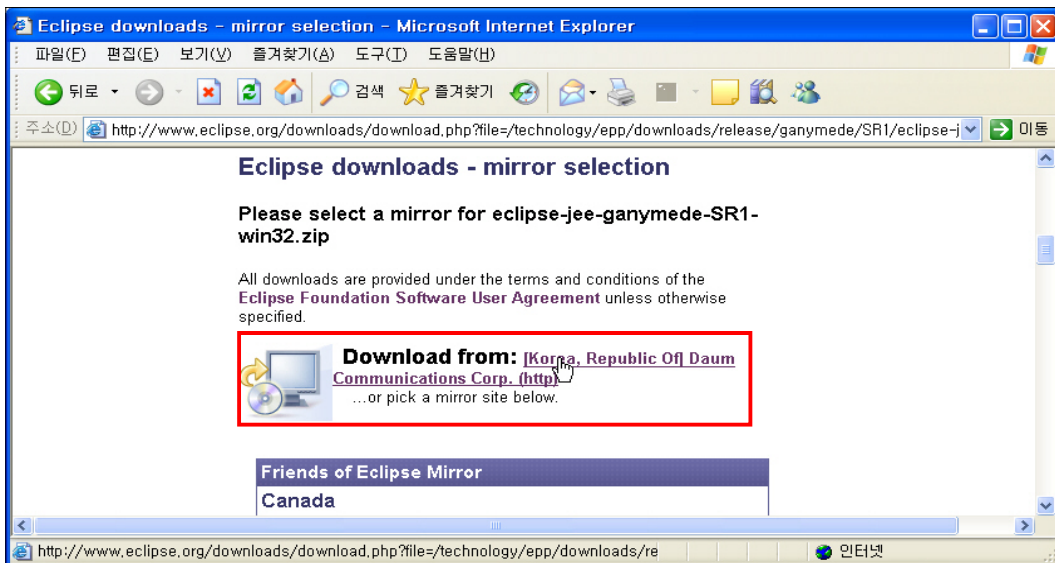 Eclipse downloads - mirror selection - Microsoft Internet Explorer
파일(F) 편집(E) 보기(V) 즐겨찾기(A) 도구(T) 도움말(H)
뒤로 검색 즐겨찾기
주소(D) http://www.eclipse.org/downloads/download.php?file=/technology/epp/downloads/release/ganymede/SR1/eclipse-j 이동
Eclipse downloads - mirror selection
Please select a mirror for eclipse-jee-ganymede-SR1-
win32.zip
All downloads are provided under the terms and conditions of the
Eclipse Foundation Software User Agreement unless otherwise
specified.
Download from: [Korea, Republic Of] Daum
Communications Corp. (http)
...or pick a mirror site below.
Friends of Eclipse Mirror
Canada
http://www.eclipse.org/downloads/download.php?file=/technology/epp/downloads/re 인터넷